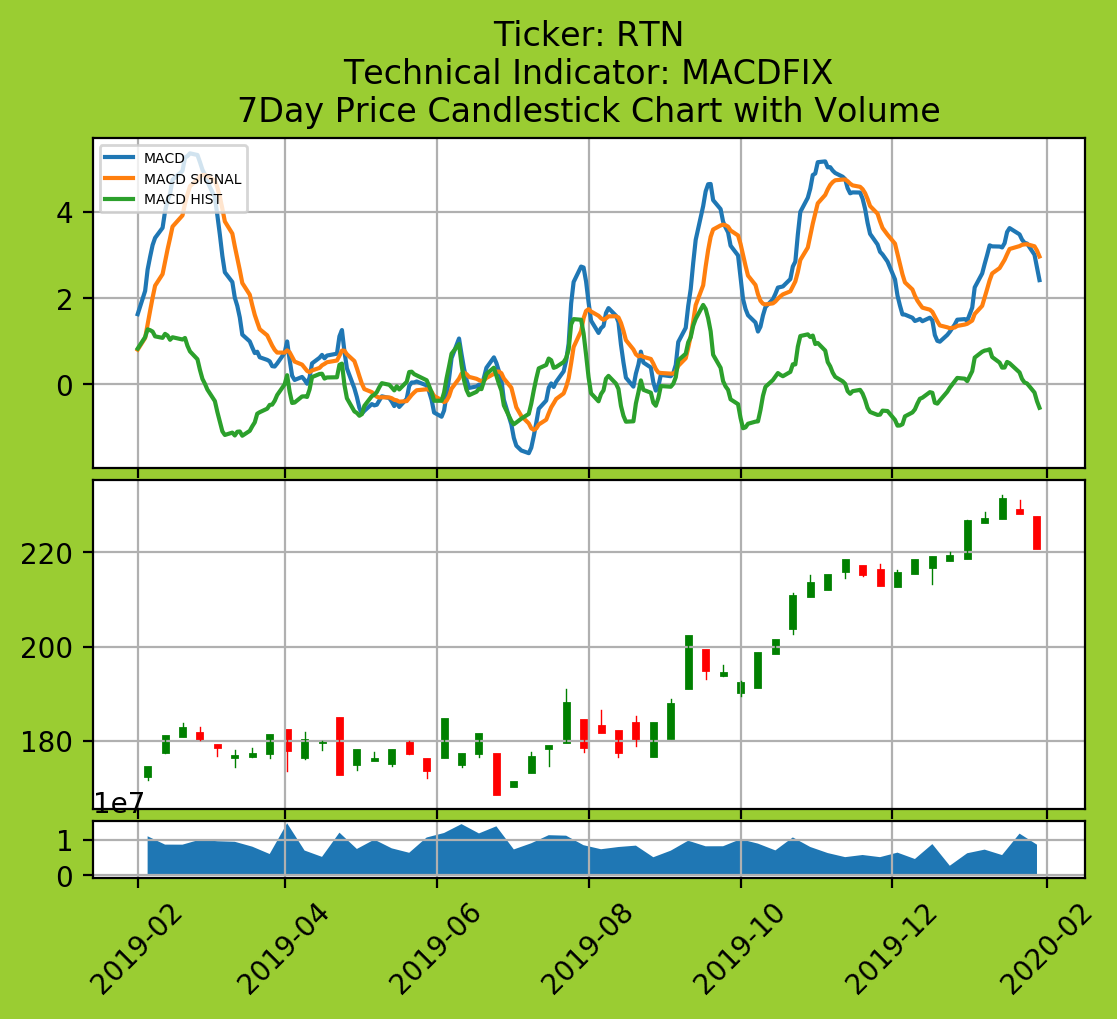 Ticker: RTN
Technical Indicator: MACDFIX
7Day Price Candlestick Chart with Volume
MACD
MACD SIGNAL
MACD HIST
4
2
0
220
200
180
1e7
1
0
2019-02
2019-04
2019-06
2019-08
2019-10
2019-12
2020-02